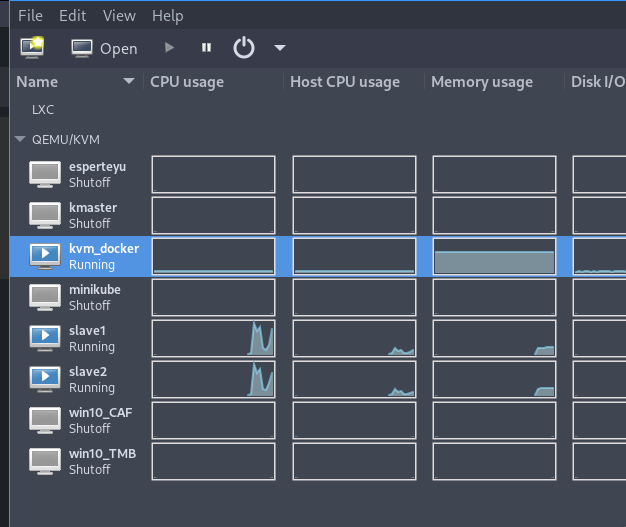 File Edit View Help
Open
Name CPU usage Host CPU usage Memory usage Disk I/O
LXC
QEMU/KVM
esperteyu
Shutoff
kmaster
Shutoff
kvm_docker
Running
minikube
Shutoff
slave1
Running
slave2
Running
win10_CAF
Shutoff
win10_TMB
Shutoff